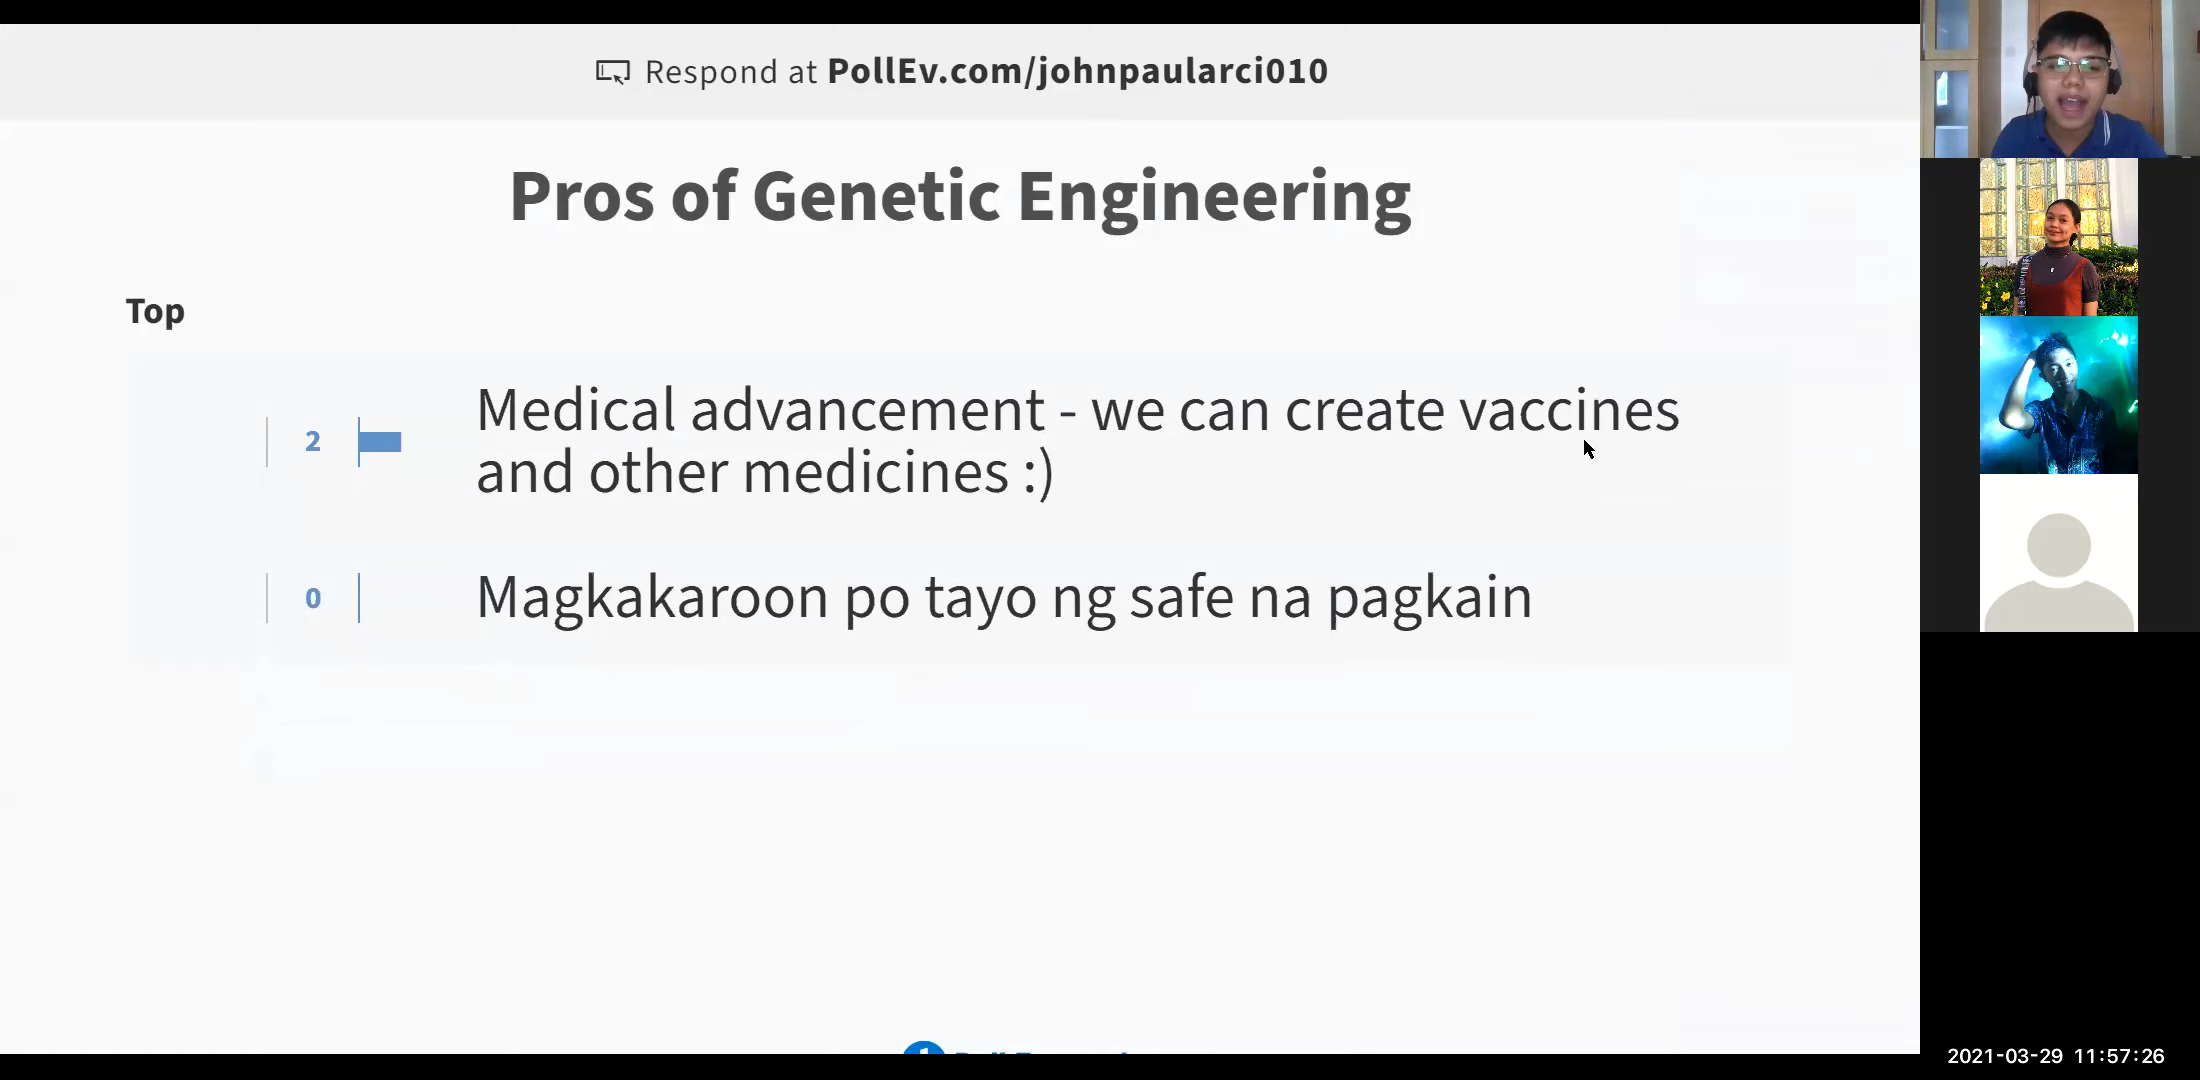 Respond at PollEv.com/johnpaularci010
Pros of Genetic Engineering
Top
2
Medical advancement - we can create vaccines
and other medicines :)
0
Magkakaroon po tayo ng safe na pagkain
2021-03-29 11:57:26